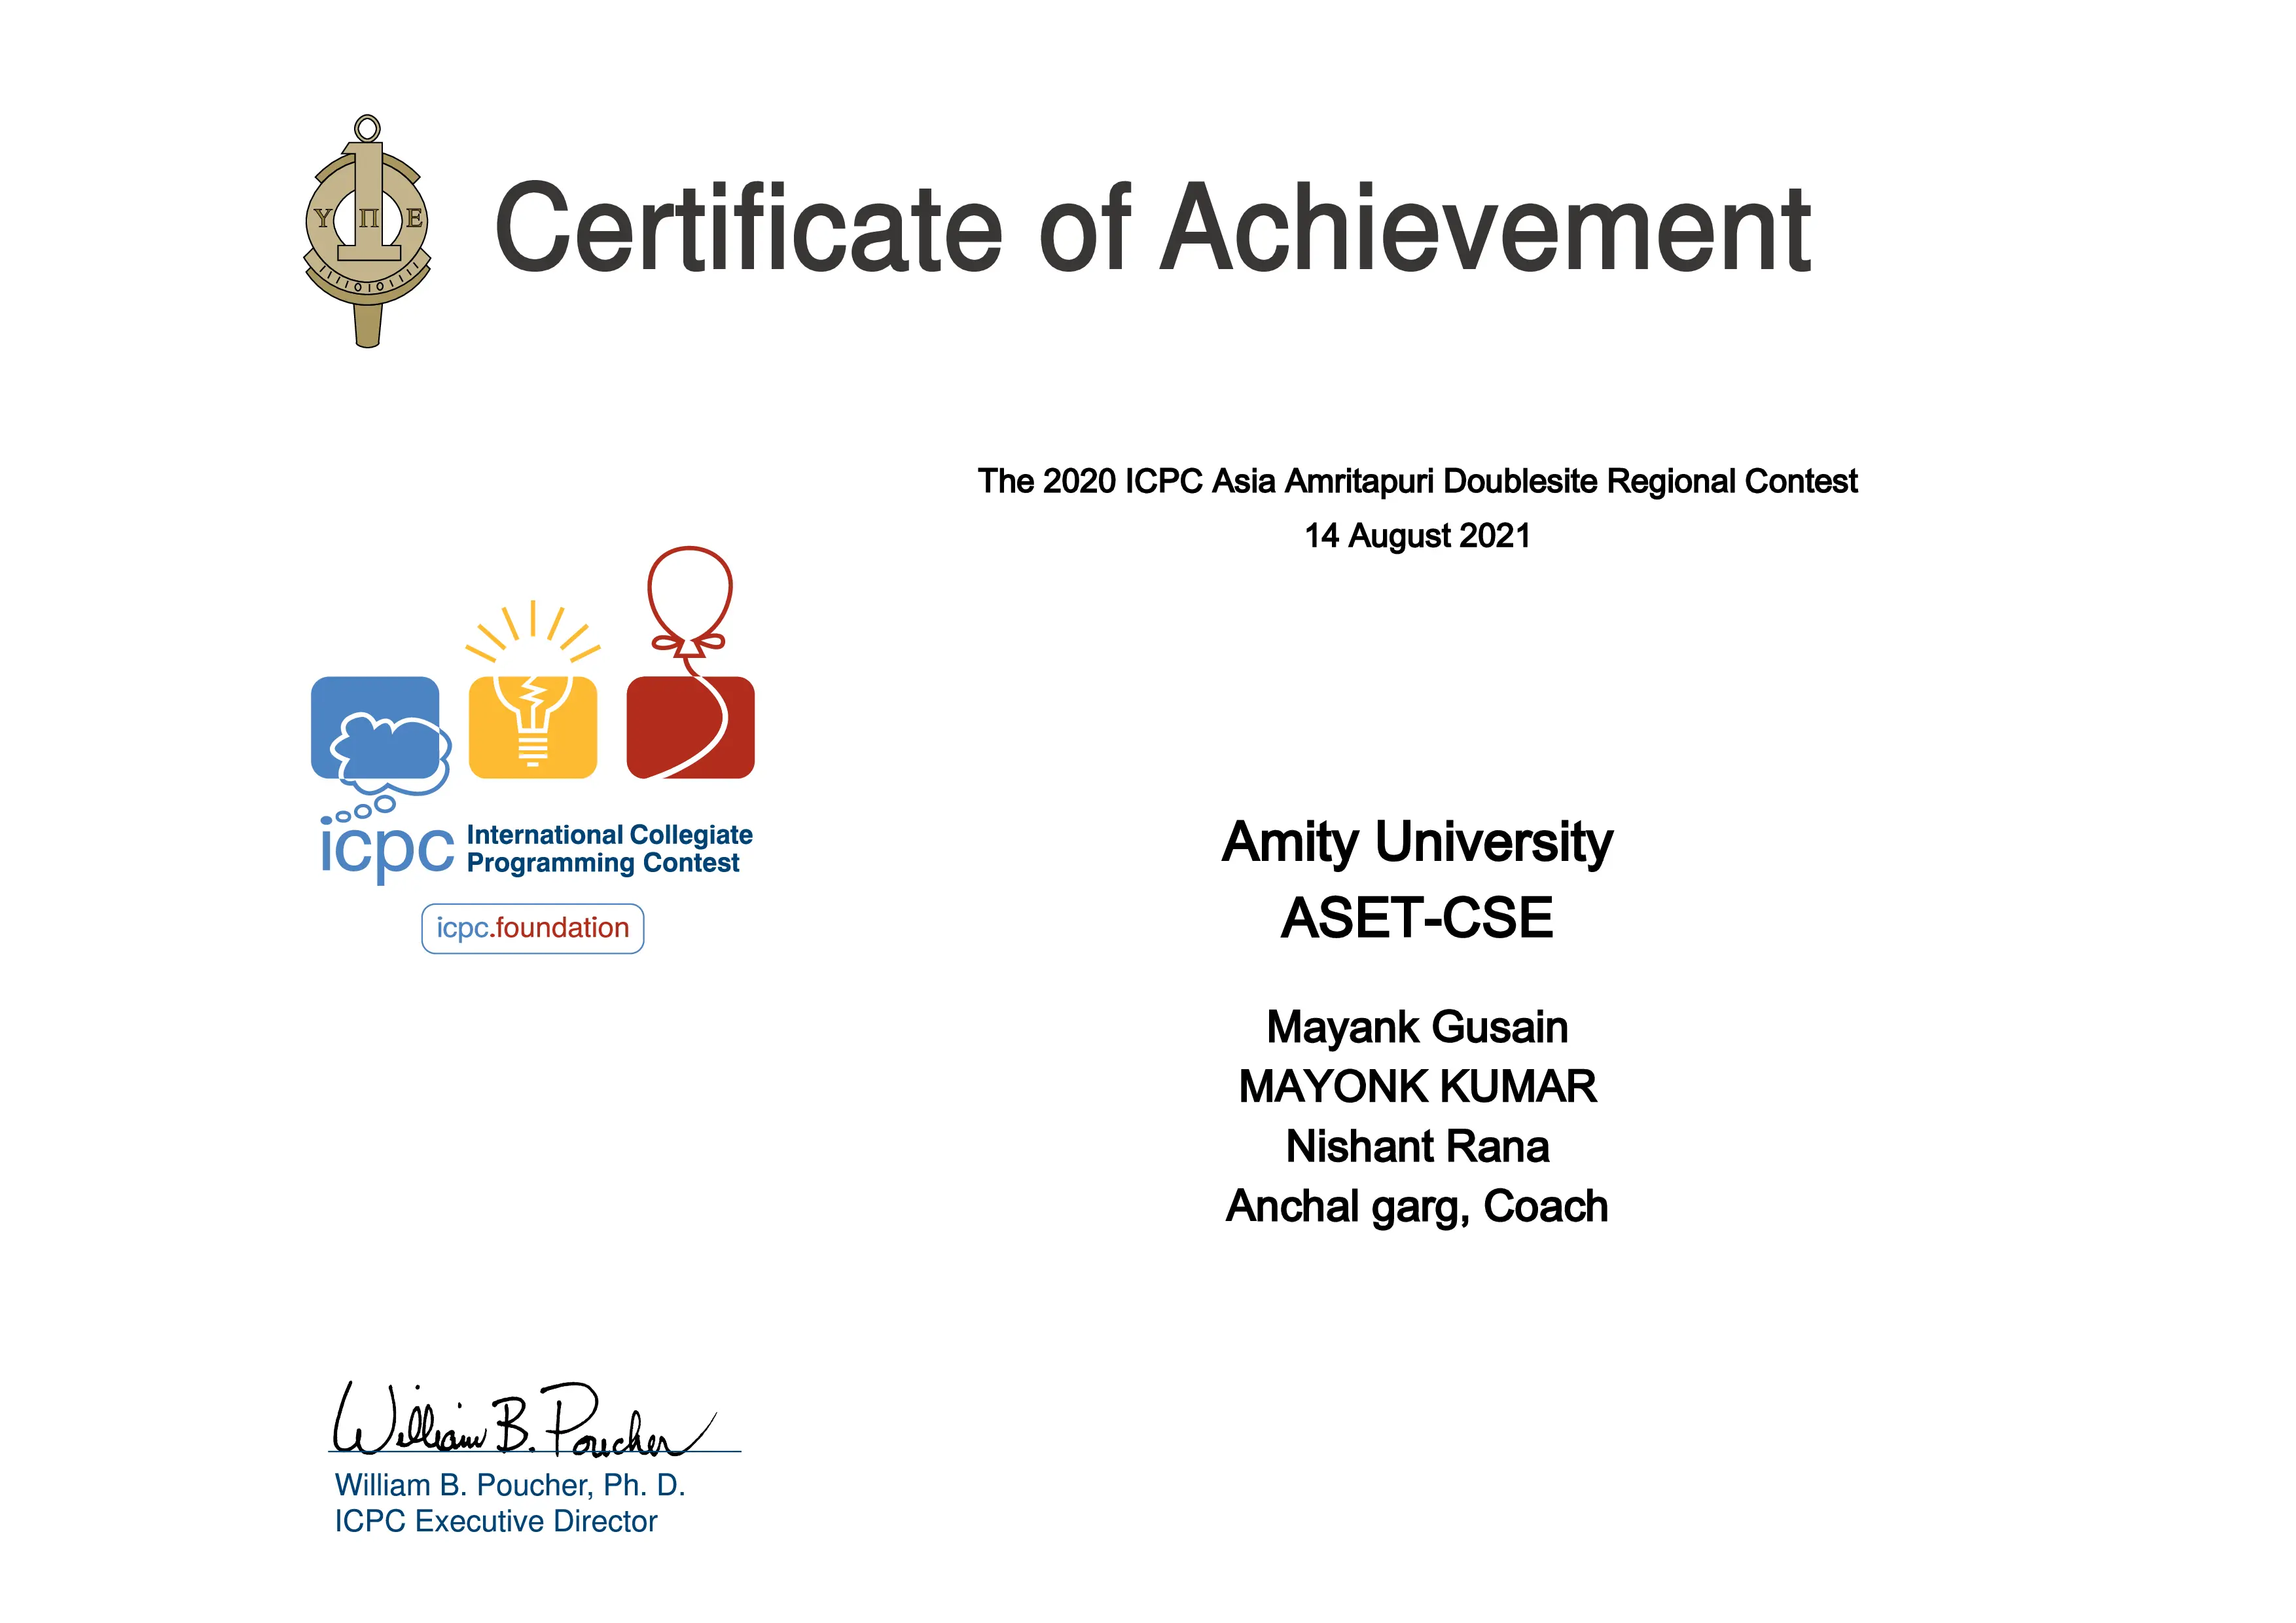 Certificate of Achievement
Υ Π Ε
The 2020 ICPC Asia Amritapuri Doublesite Regional Contest
14 August 2021
icpc International Collegiate
Programming Contest
icpc.foundation
Amity University
ASET-CSE
Mayank Gusain
MAYONK KUMAR
Nishant Rana
Anchal garg, Coach
William B. Poucher
William B. Poucher, Ph. D.
ICPC Executive Director